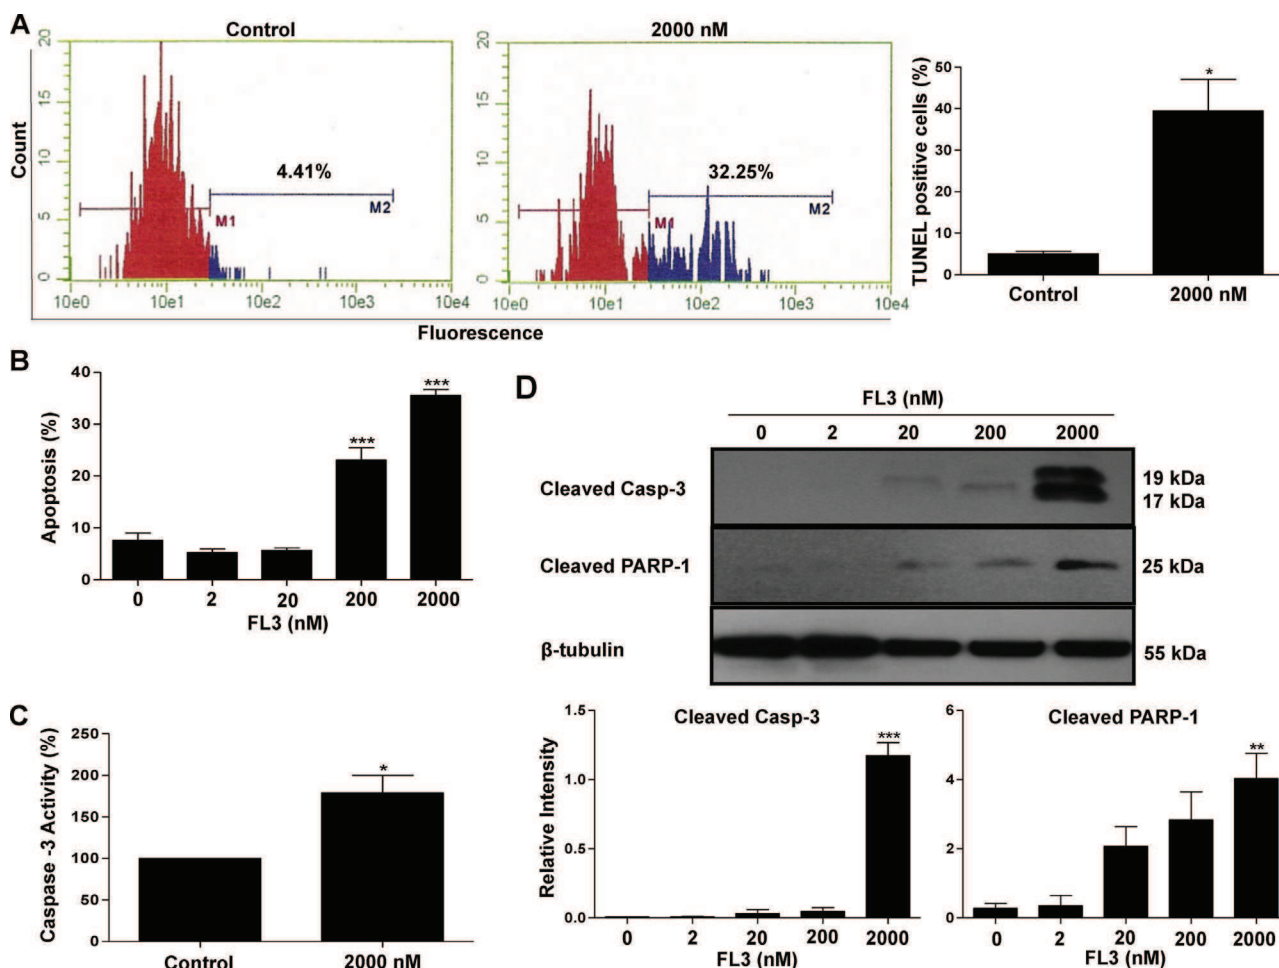 A
Control
2000 nM
Count
20
15
10
5
0
4.41%
M1
M2
10e0 10e1 10e2 10e3 10e4
20
15
10
5
0
32.25%
M1
M2
10e0 10e1 10e2 10e3 10e4
Fluorescence
TUNEL positive cells (%)
50
40
30
20
10
0
*
Control 2000 nM
B
Apoptosis (%)
40
30
20
10
0
***
***
0 2 20 200 2000
FL3 (nM)
C
Caspase -3 Activity (%)
250
200
150
100
50
0
*
Control 2000 nM
D
FL3 (nM)
0 2 20 200 2000
Cleaved Casp-3
19 kDa
17 kDa
Cleaved PARP-1
25 kDa
β-tubulin
55 kDa
Cleaved Casp-3
Relative Intensity
1.5
1.0
0.5
0.0
***
0 2 20 200 2000
FL3 (nM)
Cleaved PARP-1
6
4
2
0
**
0 2 20 200 2000
FL3 (nM)